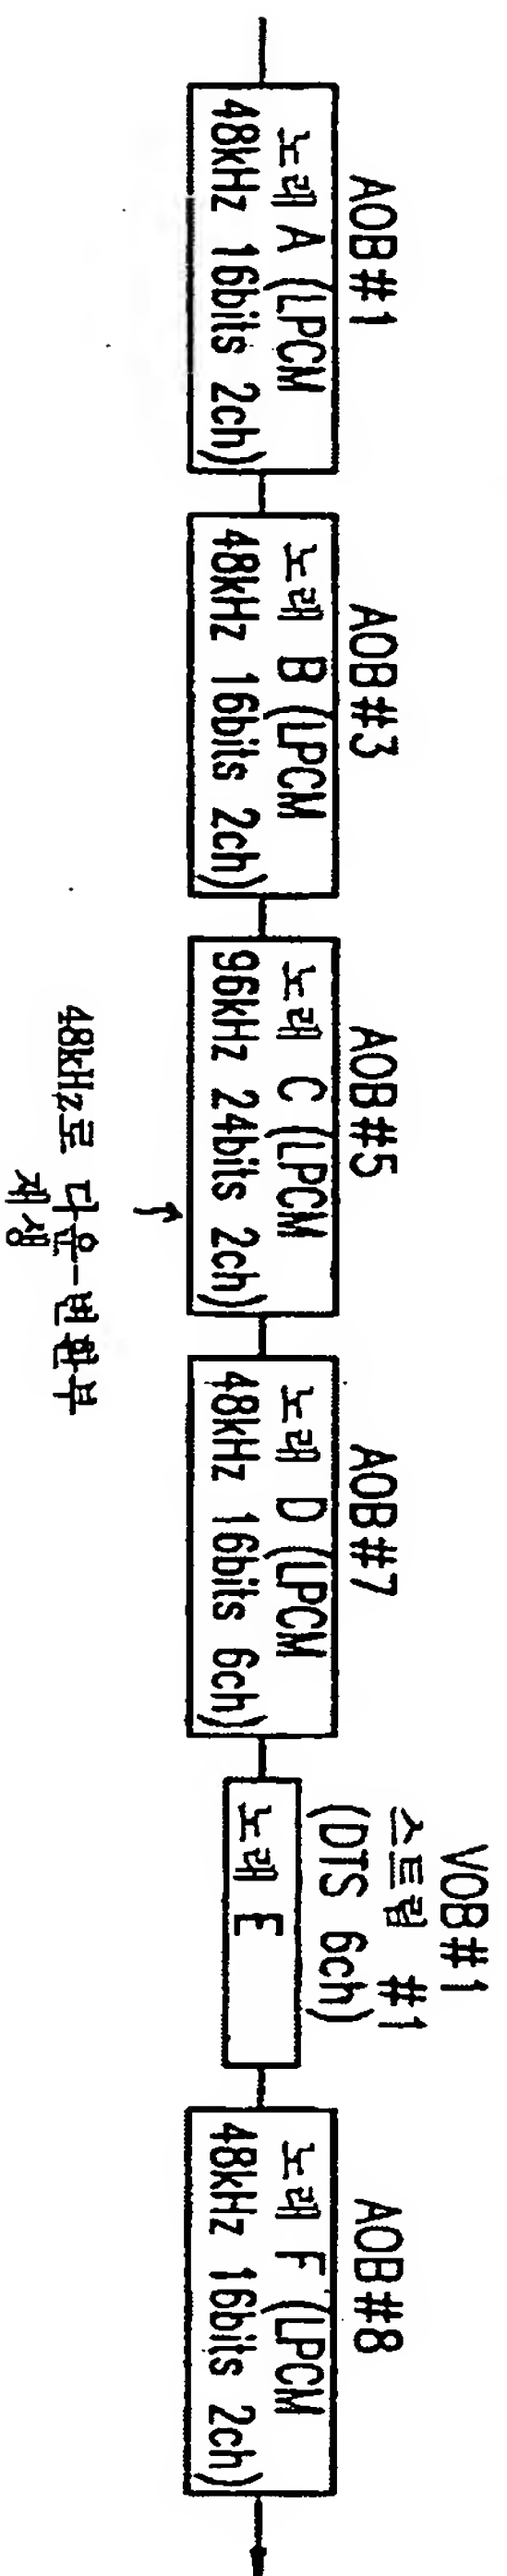 AOB#1
노래 A (LPCM
48kHz 16bits 2ch)
AOB#3
노래 B (LPCM
48kHz 16bits 2ch)
AOB#5
노래 C (LPCM
96kHz 24bits 2ch)
48kHz로 다운-변환부
재생
AOB#7
노래 D (LPCM
48kHz 16bits 6ch)
VOB#1
스트림 #1
(DTS 6ch)
노래 E
AOB#8
노래 F (LPCM
48kHz 16bits 2ch)